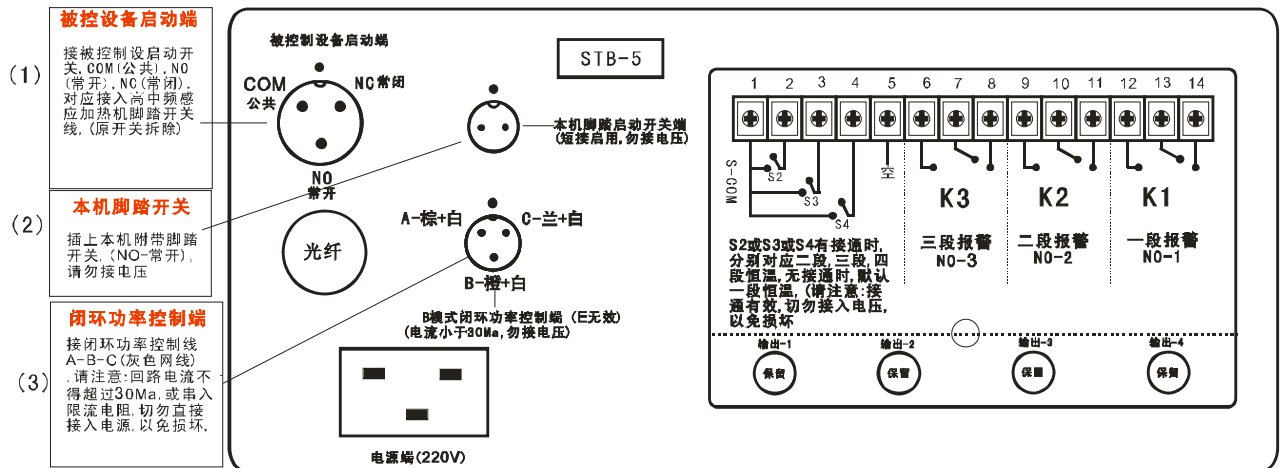 (1)
被控设备启动端
接被控制设启动开
关,COM(公共),NO
(常开),NC(常闭),
对应接入高中频感
应加热机脚踏开关
线,(原开关拆除)
(2)
本机脚踏开关
插上本机附带脚踏
开关,(NO-常开),
请勿接电压
(3)
闭环功率控制端
接闭环功率控制线
A-B-C(灰色网线)
,请注意:回路电流不
得超过30Ma,或串入
限流电阻,切勿直接
接入电源,以免损坏,
被控制设备启动端
COM
公共
NC常闭
NO
常开
STB-5
本机脚踏启动开关端
(短接启用,勿接电压)
光纤
A-棕+白
C-兰+白
B-橙+白
B模式闭环功率控制端 (E无效)
(电流小于30Ma,勿接电压)
电源端(220V)
1 2 3 4 5 6 7 8 9 10 11 12 13 14
S-COM
S2
S3
S4
空
K3
K2
K1
三段报警
NO-3
二段报警
NO-2
一段报警
NO-1
S2或S3或S4有接通时,
分别对应二段,三段,四
段恒温,无接通时,默认
一段恒温,(请注意:接
通有效,切勿接入电压,
以免损坏
输出-1
输出-2
输出-3
输出-4
保留
保留
保留
保留